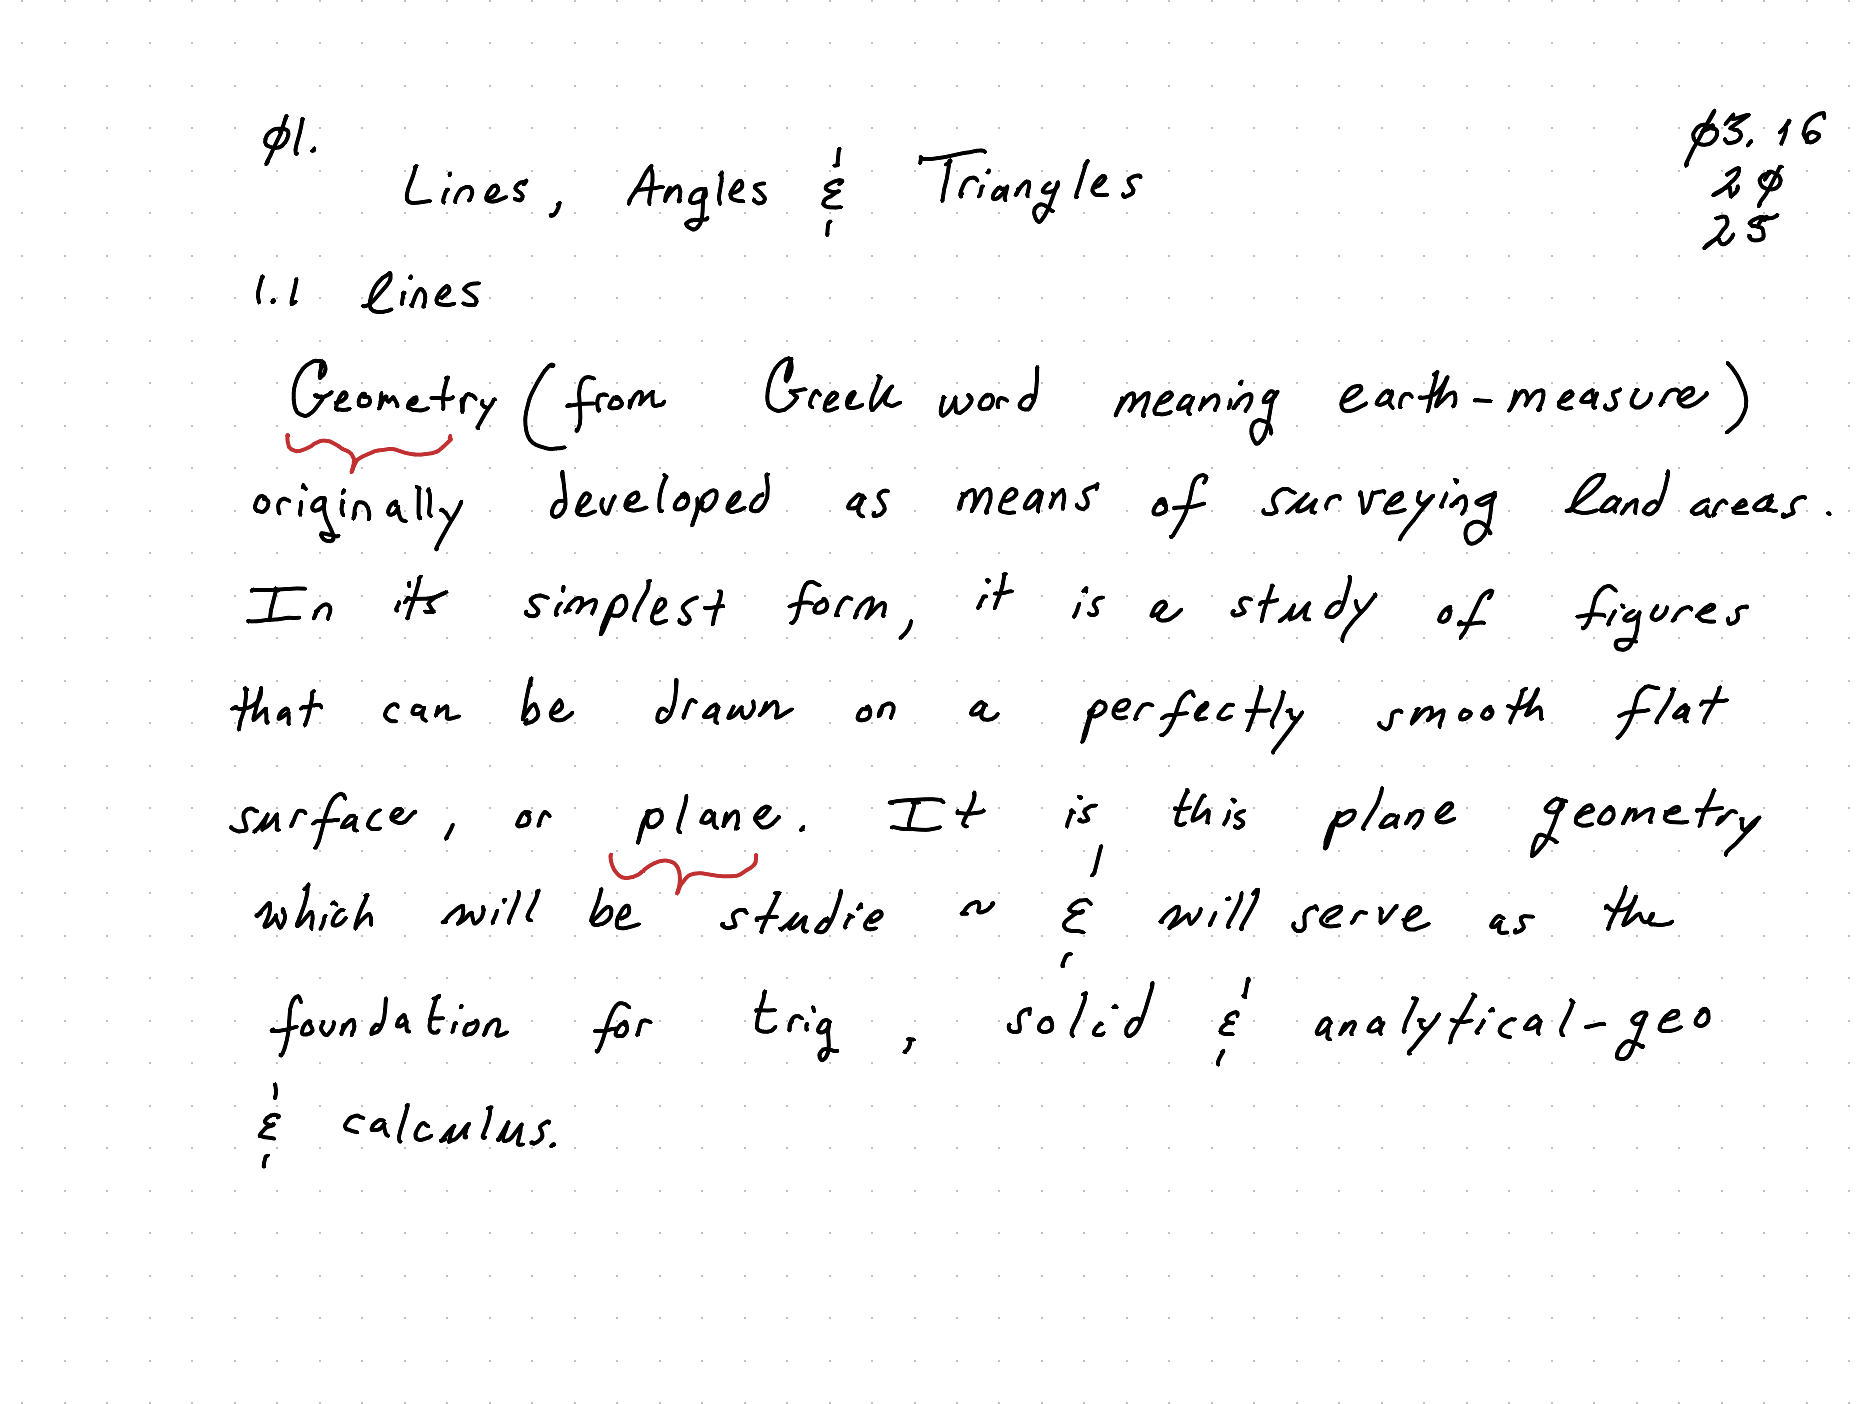 01.
03.16
Lines, Angles & Triangles
20
25
1.1 lines
Geometry (from Greek word meaning earth-measure)
originally developed as means of surveying land areas.
In its simplest form, it is a study of figures
that can be drawn on a perfectly smooth flat
surface, or plane. It is this plane geometry
which will be studie ~ & will serve as the
foundation for trig, solid & analytical-geo
& calculus.